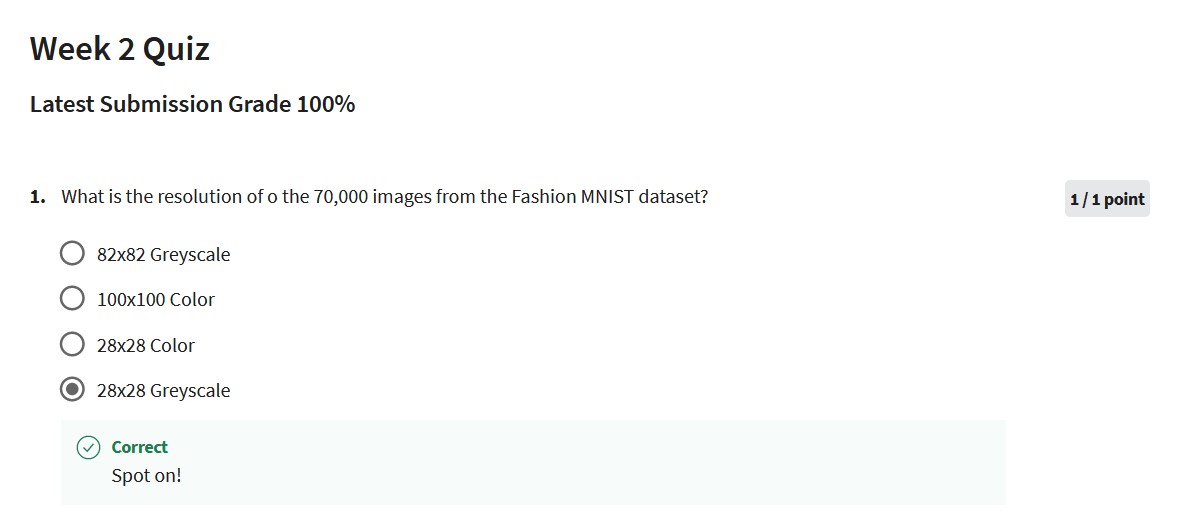 Week 2 Quiz
Latest Submission Grade 100%
1. What is the resolution of o the 70,000 images from the Fashion MNIST dataset?
1 / 1 point
82x82 Greyscale
100x100 Color
28x28 Color
28x28 Greyscale
Correct
Spot on!